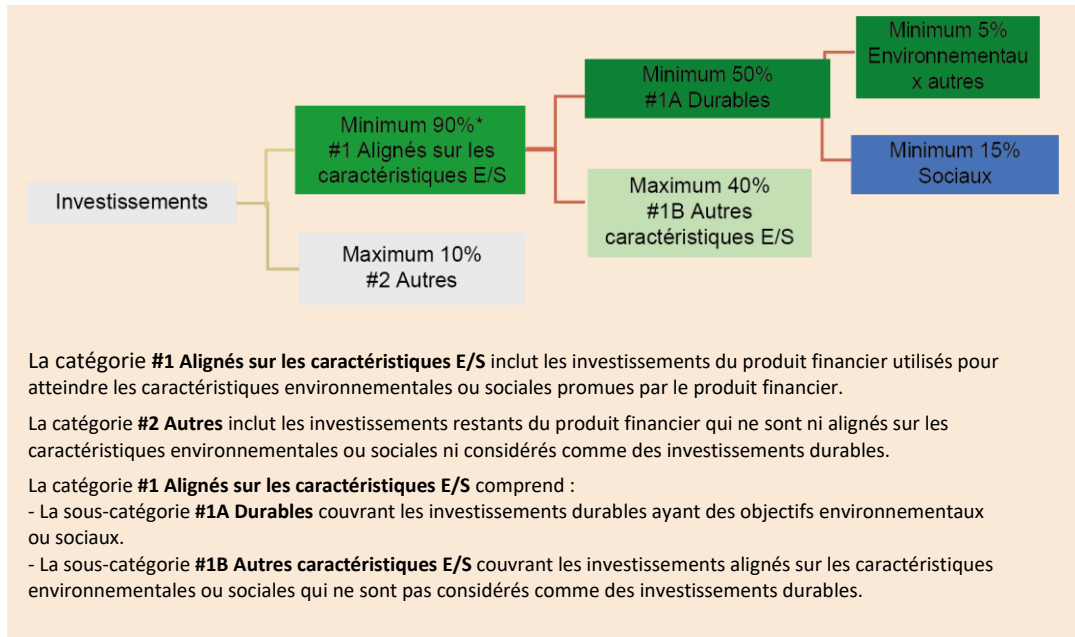 Minimum 5%
Environnementau
x autres
Minimum 50%
#1A Durables
Minimum 90%*
#1 Alignés sur les
caractéristiques E/S
Minimum 15%
Sociaux
Maximum 40%
#1B Autres
caractéristiques E/S
Investissements
Maximum 10%
#2 Autres
La catégorie #1 Alignés sur les caractéristiques E/S inclut les investissements du produit financier utilisés pour
atteindre les caractéristiques environnementales ou sociales promues par le produit financier.
La catégorie #2 Autres inclut les investissements restants du produit financier qui ne sont ni alignés sur les
caractéristiques environnementales ou sociales ni considérés comme des investissements durables.
La catégorie #1 Alignés sur les caractéristiques E/S comprend :
- La sous-catégorie #1A Durables couvrant les investissements durables ayant des objectifs environnementaux
ou sociaux.
- La sous-catégorie #1B Autres caractéristiques E/S couvrant les investissements alignés sur les caractéristiques
environnementales ou sociales qui ne sont pas considérés comme des investissements durables.